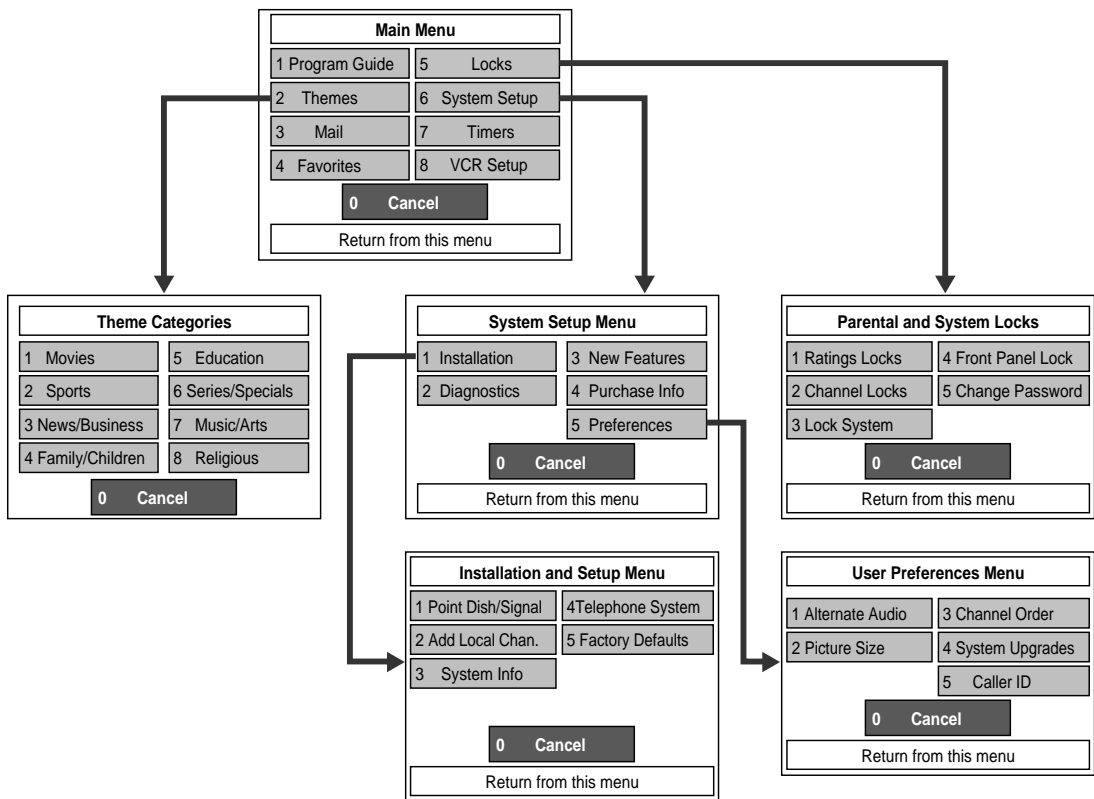 Main Menu
1 Program Guide
5 Locks
2 Themes
6 System Setup
3 Mail
7 Timers
4 Favorites
8 VCR Setup
0 Cancel
Return from this menu
Theme Categories
1 Movies
5 Education
2 Sports
6 Series/Specials
3 News/Business
7 Music/Arts
4 Family/Children
8 Religious
0 Cancel
System Setup Menu
1 Installation
3 New Features
2 Diagnostics
4 Purchase Info
5 Preferences
0 Cancel
Return from this menu
Parental and System Locks
1 Ratings Locks
4 Front Panel Lock
2 Channel Locks
5 Change Password
3 Lock System
0 Cancel
Return from this menu
Installation and Setup Menu
1 Point Dish/Signal
4Telephone System
2 Add Local Chan.
5 Factory Defaults
3 System Info
0 Cancel
Return from this menu
User Preferences Menu
1 Alternate Audio
3 Channel Order
2 Picture Size
4 System Upgrades
5 Caller ID
0 Cancel
Return from this menu